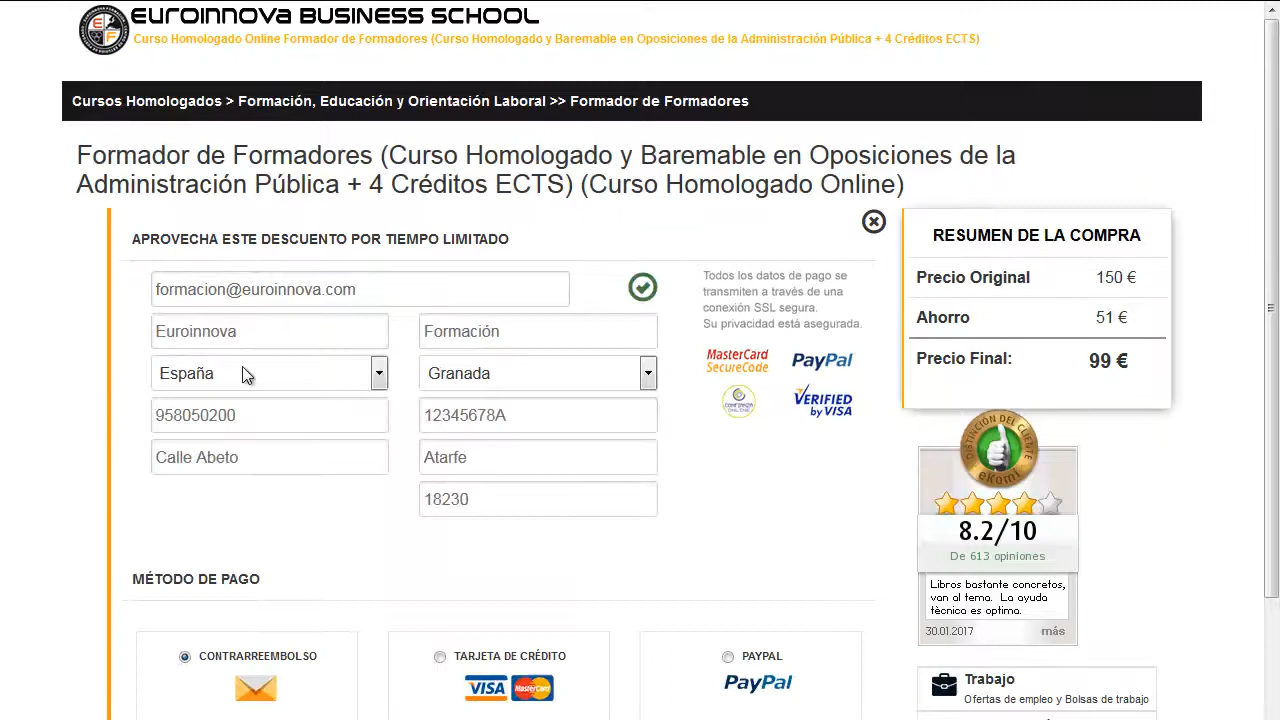 EUROINNOVA BUSINESS SCHOOL
Curso Homologado Online Formador de Formadores (Curso Homologado y Baremable en Oposiciones de la Administración Pública + 4 Créditos ECTS)
Cursos Homologados > Formación, Educación y Orientación Laboral >> Formador de Formadores
Formador de Formadores (Curso Homologado y Baremable en Oposiciones de la
Administración Pública + 4 Créditos ECTS) (Curso Homologado Online)
APROVECHA ESTE DESCUENTO POR TIEMPO LIMITADO
formacion@euroinnova.com
Euroinnova
Formación
España
Granada
958050200
12345678A
Calle Abeto
Atarfe
18230
Todos los datos de pago se
transmiten a través de una
conexión SSL segura.
Su privacidad está asegurada.
MasterCard
SecureCode
PayPal
CONFIANZA
ONLINE
VERIFIED
by VISA
RESUMEN DE LA COMPRA
Precio Original 150 €
Ahorro 51 €
Precio Final: 99 €
DISTINCIÓN DEL CLIENTE
eKomi
8.2/10
De 613 opiniones
Libros bastante concretos,
van al tema. La ayuda
tècnica es optima.
30.01.2017 más
MÉTODO DE PAGO
CONTRARREEMBOLSO
TARJETA DE CRÉDITO
VISA
MasterCard
PAYPAL
PayPal
Trabajo
Ofertas de empleo y Bolsas de trabajo